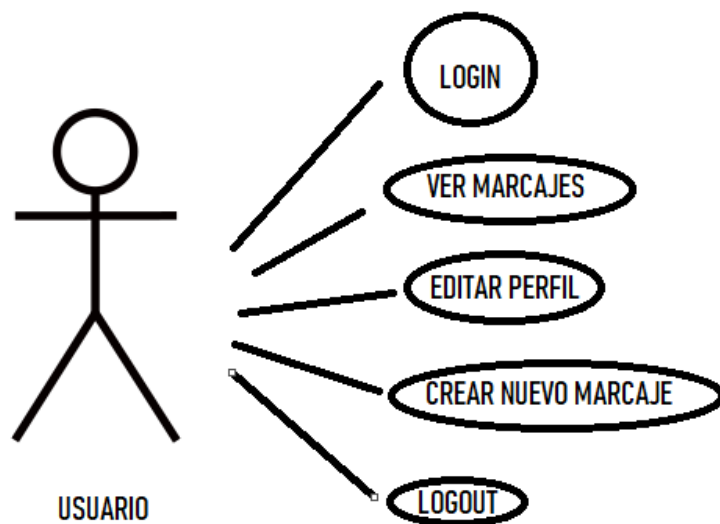 LOGIN
VER MARCAJES
EDITAR PERFIL
CREAR NUEVO MARCAJE
LOGOUT
USUARIO